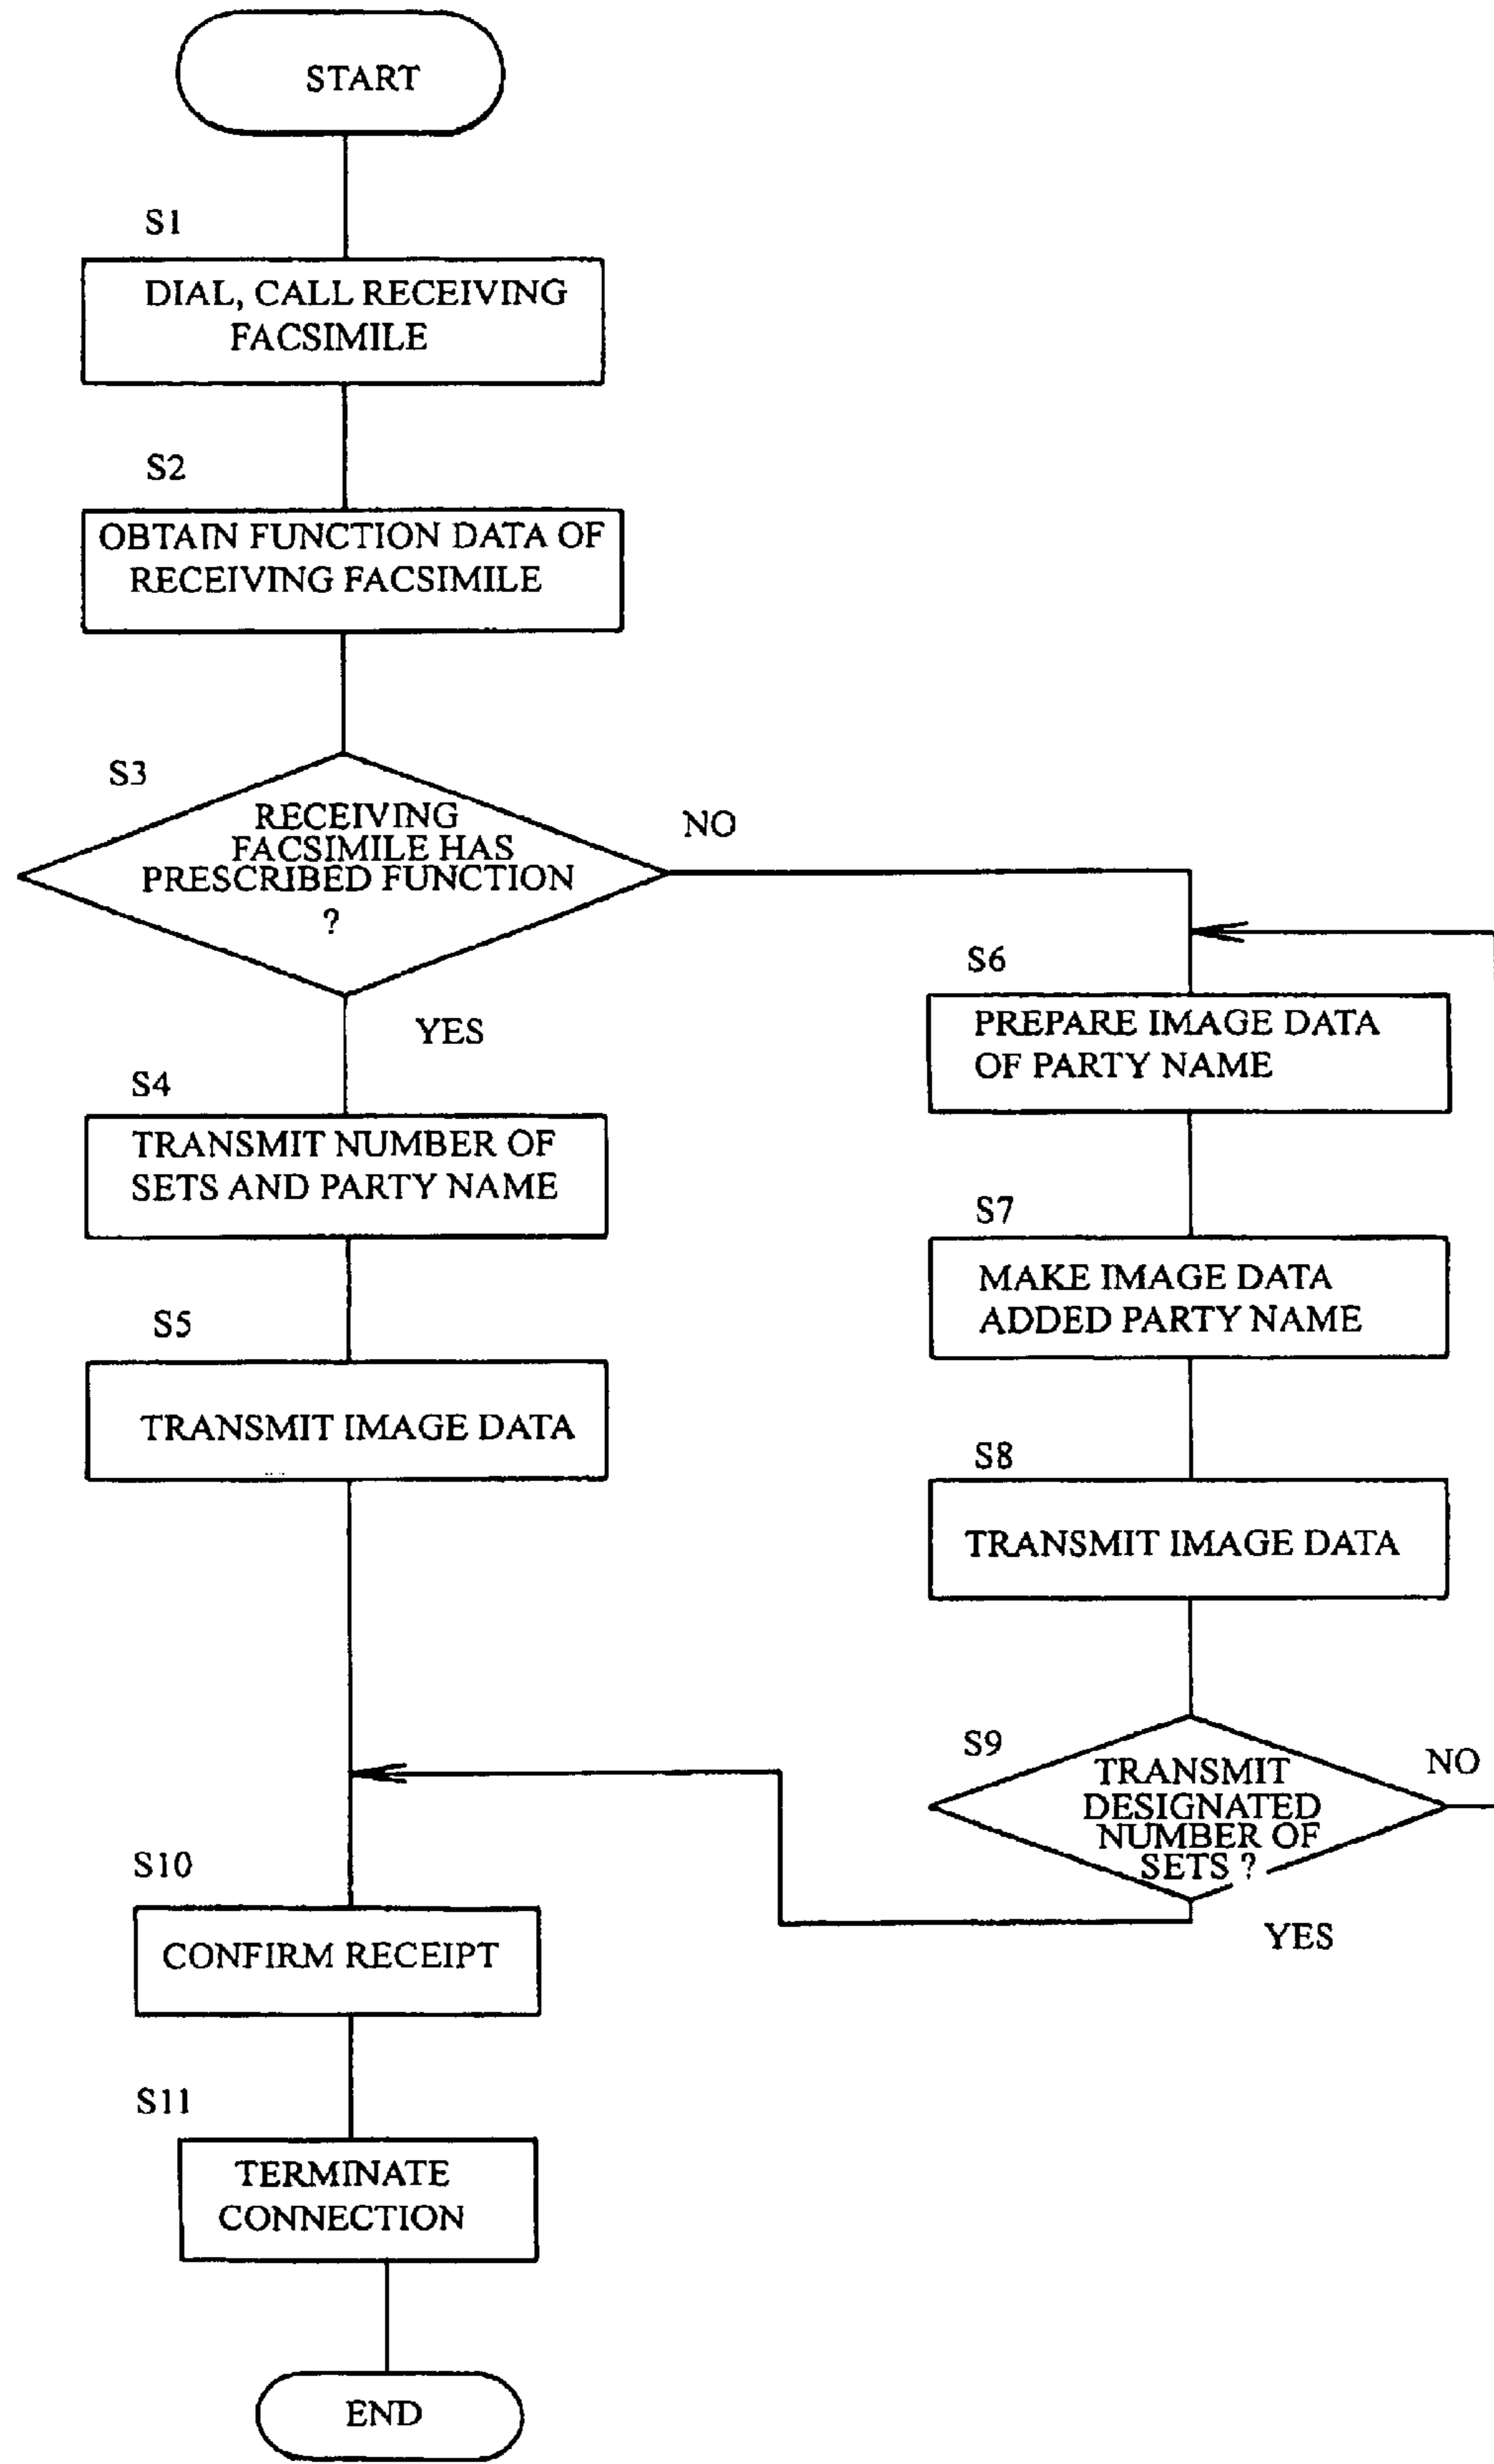 START
S1
DIAL, CALL RECEIVING
FACSIMILE
S2
OBTAIN FUNCTION DATA OF
RECEIVING FACSIMILE
S3
RECEIVING
FACSIMILE HAS
PRESCRIBED FUNCTION
?
NO
YES
S4
TRANSMIT NUMBER OF
SETS AND PARTY NAME
S5
TRANSMIT IMAGE DATA
S6
PREPARE IMAGE DATA
OF PARTY NAME
S7
MAKE IMAGE DATA
ADDED PARTY NAME
S8
TRANSMIT IMAGE DATA
S9
TRANSMIT
DESIGNATED
NUMBER OF
SETS ?
NO
YES
S10
CONFIRM RECEIPT
S11
TERMINATE
CONNECTION
END